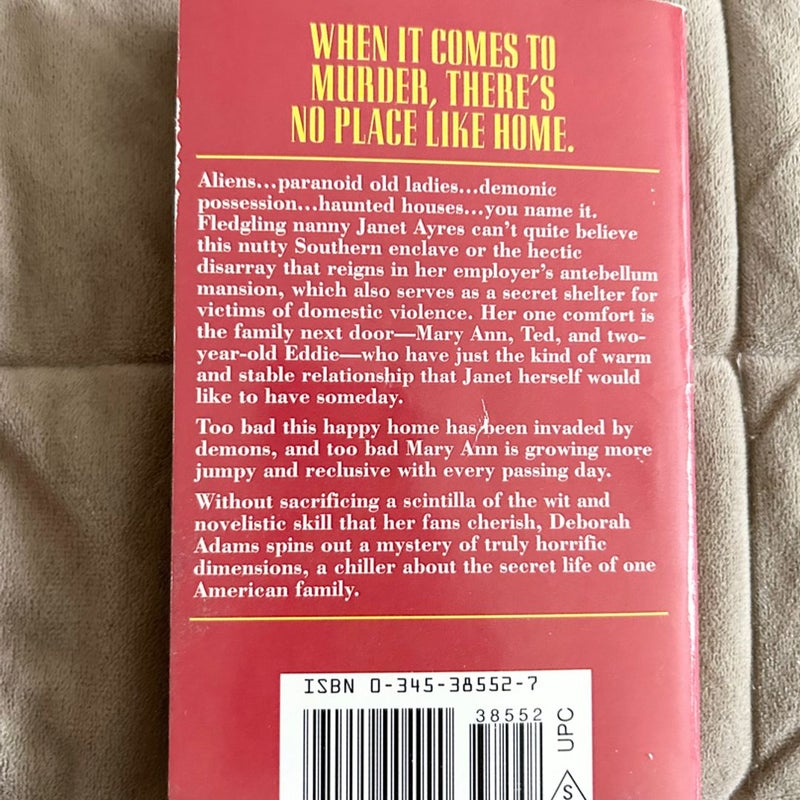 WHEN IT COMES TO
MURDER, THERE'S
NO PLACE LIKE HOME.
Aliens...paranoid old ladies...demonic
possession...haunted houses...you name it.
Fledgling nanny Janet Ayres can't quite believe
this nutty Southern enclave or the hectic
disarray that reigns in her employer's antebellum
mansion, which also serves as a secret shelter for
victims of domestic violence. Her one comfort is
the family next door—Mary Ann, Ted, and two-
year-old Eddie—who have just the kind of warm
and stable relationship that Janet herself would
like to have someday.
Too bad this happy home has been invaded by
demons, and too bad Mary Ann is growing more
jumpy and reclusive with every passing day.
Without sacrificing a scintilla of the wit and
novelistic skill that her fans cherish, Deborah
Adams spins out a mystery of truly horrific
dimensions, a chiller about the secret life of one
American family.
ISBN 0-345-38552-7
38552
UPC
S